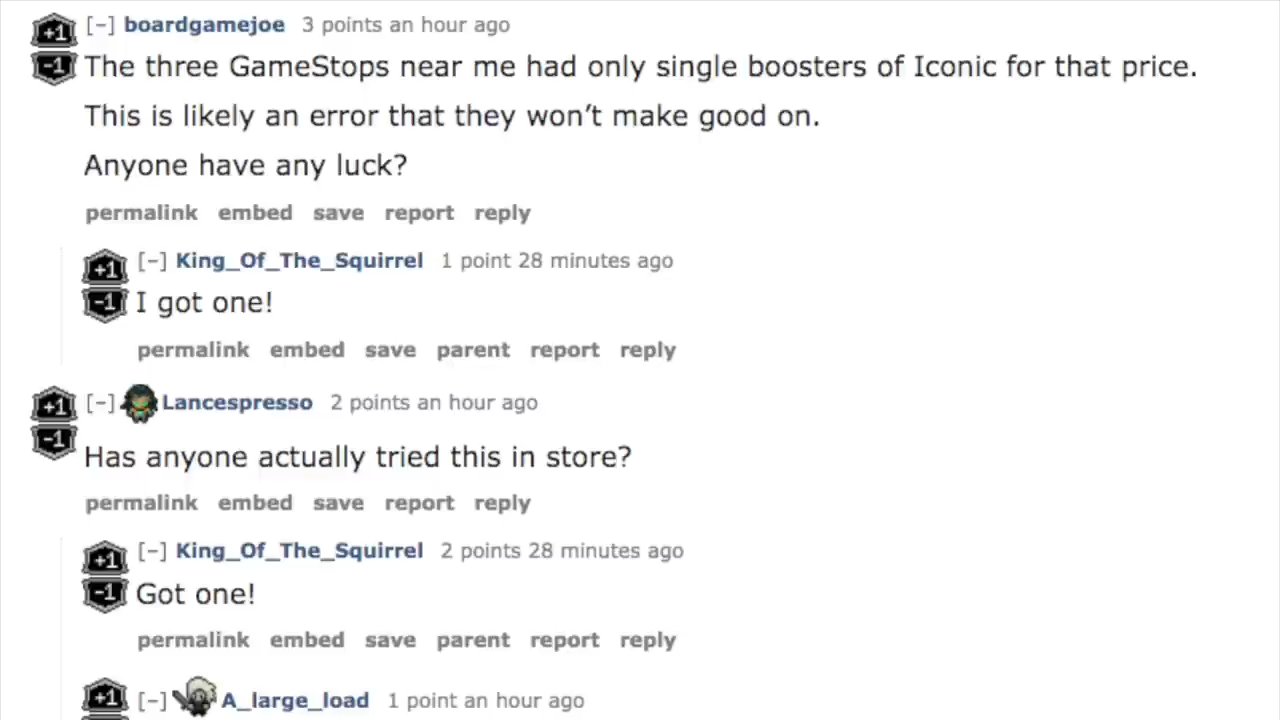 +1 [–] boardgamejoe 3 points an hour ago
-1 The three GameStops near me had only single boosters of Iconic for that price.
This is likely an error that they won’t make good on.
Anyone have any luck?
permalink embed save report reply
+1 [–] King_Of_The_Squirrel 1 point 28 minutes ago
-1 I got one!
permalink embed save parent report reply
+1 [–] Lancespresso 2 points an hour ago
-1
Has anyone actually tried this in store?
permalink embed save report reply
+1 [–] King_Of_The_Squirrel 2 points 28 minutes ago
-1 Got one!
permalink embed save parent report reply
+1 [–] A_large_load 1 point an hour ago